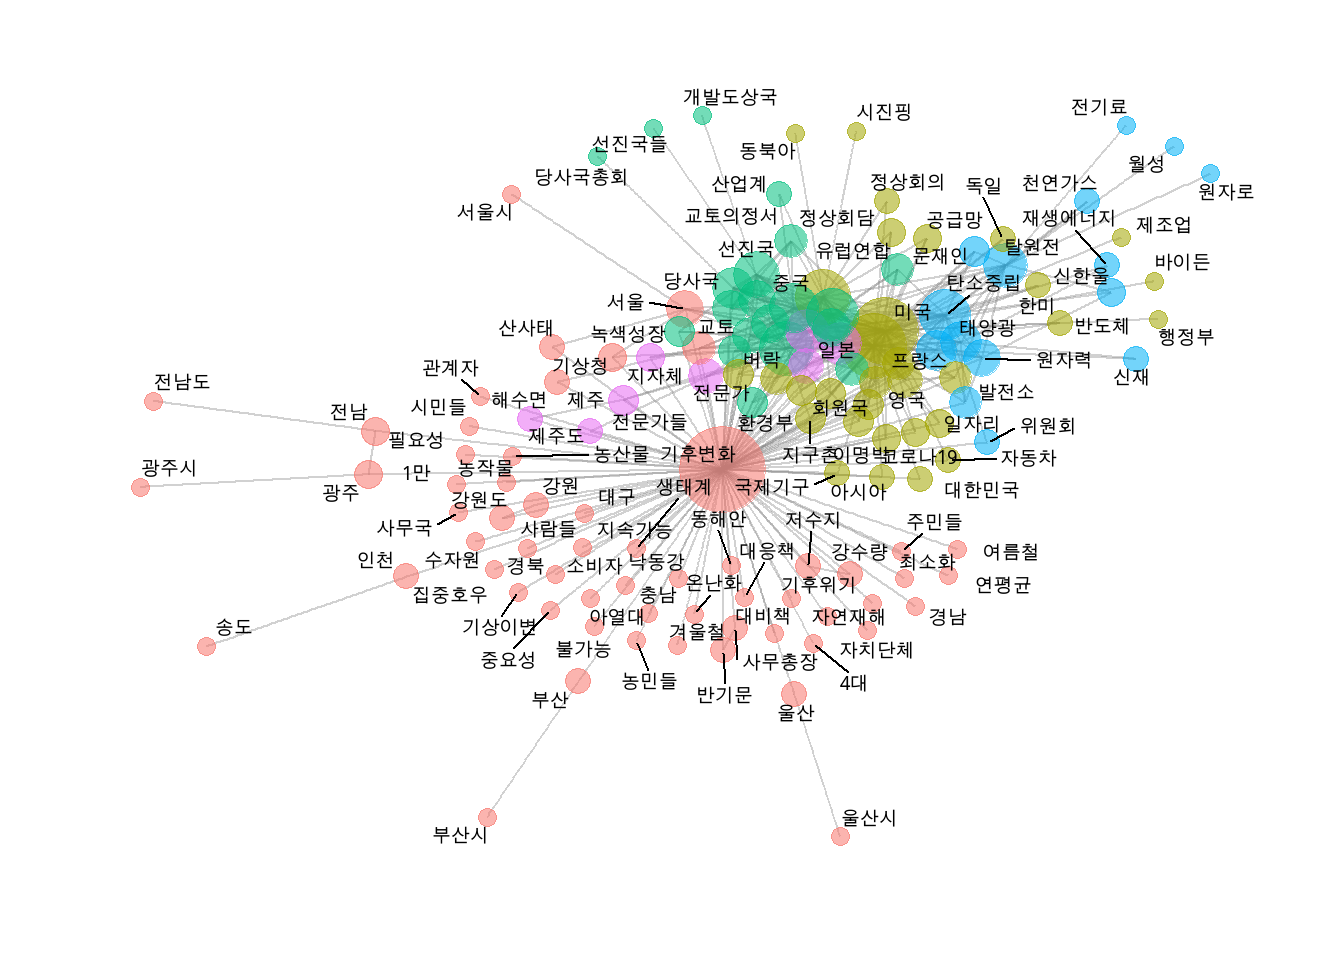 개발도상국
시진핑
전기료
선진국들
동북아
월성
당사국총회
산업계
정상회의
독일
천연가스
원자로
서울시
교토의정서
정상회담
공급망
재생에너지
제조업
선진국
유럽연합
문재인
탈원전
바이든
당사국
중국
탄소중립
신한울
서울
미국
한미
산사태
녹색성장
교토
태양광
반도체
행정부
관계자
기상청
버락
일본
프랑스
원자력
신재
전남도
지자체
전문가
발전소
전남
시민들
해수면
제주
회원국
영국
제주도
전문가들
환경부
일자리
위원회
필요성
농산물
기후변화
지구촌
이명박
코로나19
자동차
광주시
1만
농작물
광주
강원도
강원
대구
생태계
국제기구
아시아
대한민국
사무국
사람들
지속가능
동해안
저수지
주민들
인천
수자원
경북
소비자
낙동강
대응책
강수량
최소화
여름철
집중호우
충남
온난화
기후위기
연평균
송도
기상이변
아열대
겨울철
대비책
자연재해
경남
중요성
불가능
농민들
사무총장
자치단체
부산
반기문
4대
울산
부산시
울산시